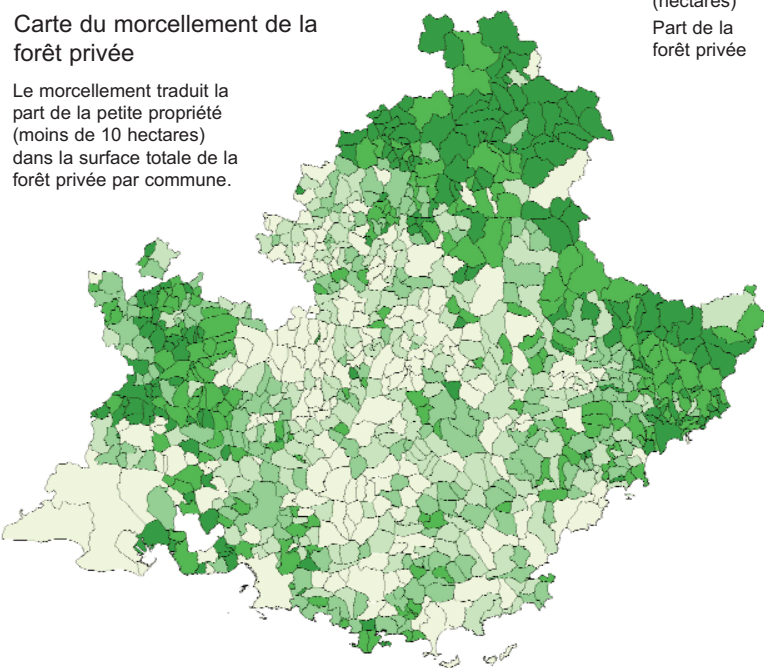 Carte du morcellement de la
forêt privée
Le morcellement traduit la
part de la petite propriété
(moins de 10 hectares)
dans la surface totale de la
forêt privée par commune.
(hectares)
Part de la
forêt privée